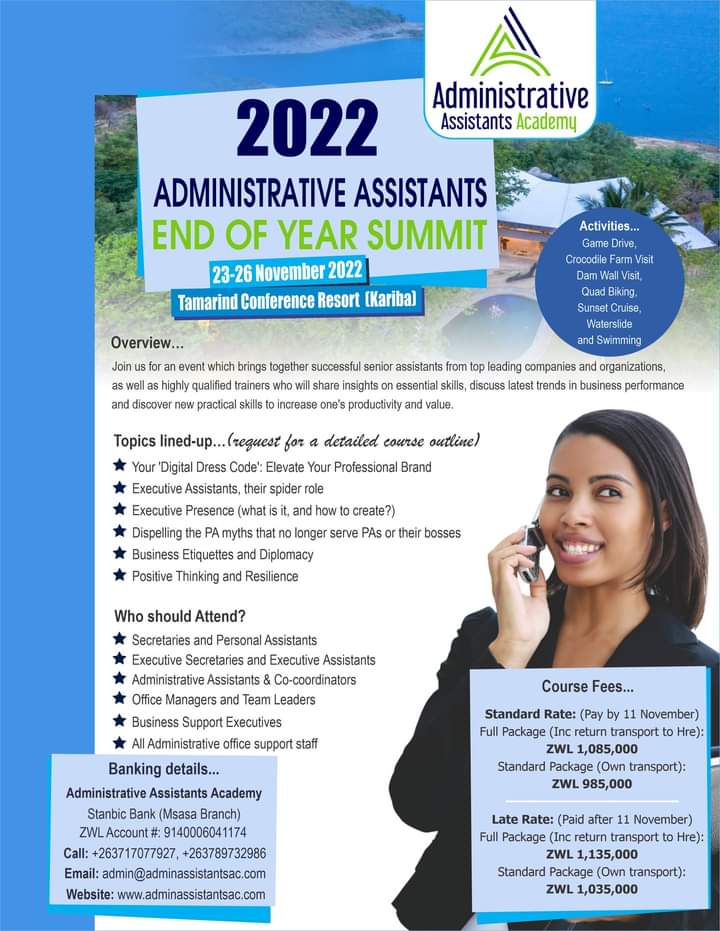 Administrative
Assistants Academy
2022
ADMINISTRATIVE ASSISTANTS
END OF YEAR SUMMIT
23-26 November 2022
Tamarind Conference Resort (Kariba)
Activities...
Game Drive,
Crocodile Farm Visit
Dam Wall Visit,
Quad Biking,
Sunset Cruise,
Waterslide
and Swimming
Overview...
Join us for an event which brings together successful senior assistants from top leading companies and organizations,
as well as highly qualified trainers who will share insights on essential skills, discuss latest trends in business performance
and discover new practical skills to increase one's productivity and value.
Topics lined-up...(request for a detailed course outline)
Your 'Digital Dress Code': Elevate Your Professional Brand
Executive Assistants, their spider role
Executive Presence (what is it, and how to create?)
Dispelling the PA myths that no longer serve PAs or their bosses
Business Etiquettes and Diplomacy
Positive Thinking and Resilience
Who should Attend?
Secretaries and Personal Assistants
Executive Secretaries and Executive Assistants
Administrative Assistants & Co-coordinators
Office Managers and Team Leaders
Business Support Executives
All Administrative office support staff
Banking details...
Administrative Assistants Academy
Stanbic Bank (Msasa Branch)
ZWL Account #: 9140006041174
Call: +263717077927, +263789732986
Email: admin@adminassistantsac.com
Website: www.adminassistantsac.com
Course Fees...
Standard Rate: (Pay by 11 November)
Full Package (Inc return transport to Hre):
ZWL 1,085,000
Standard Package (Own transport):
ZWL 985,000
Late Rate: (Paid after 11 November)
Full Package (Inc return transport to Hre):
ZWL 1,135,000
Standard Package (Own transport):
ZWL 1,035,000